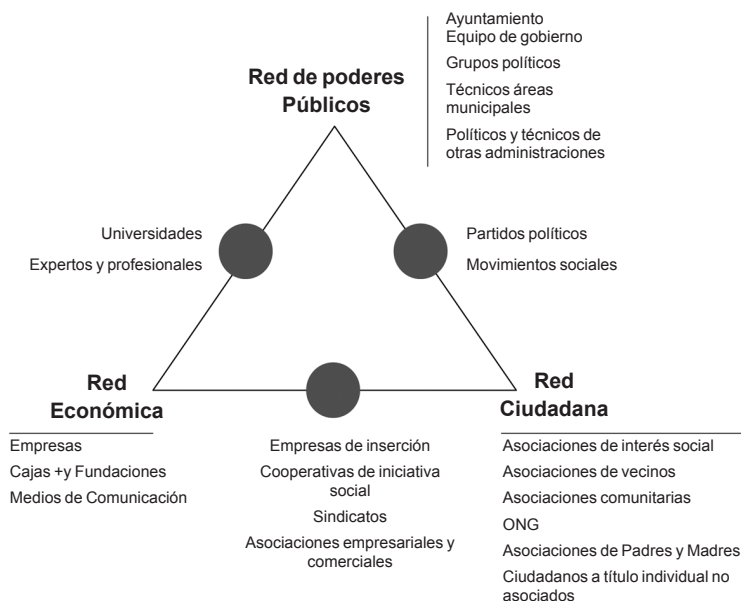 Ayuntamiento
Equipo de gobierno
Grupos políticos
Técnicos áreas
municipales
Políticos y técnicos de
otras administraciones
Red de poderes
Públicos
Universidades
Expertos y profesionales
Partidos políticos
Movimientos sociales
Red
Económica
Empresas
Cajas +y Fundaciones
Medios de Comunicación
Empresas de inserción
Cooperativas de iniciativa
social
Sindicatos
Asociaciones empresariales y
comerciales
Red
Ciudadana
Asociaciones de interés social
Asociaciones de vecinos
Asociaciones comunitarias
ONG
Asociaciones de Padres y Madres
Ciudadanos a título individual no
asociados